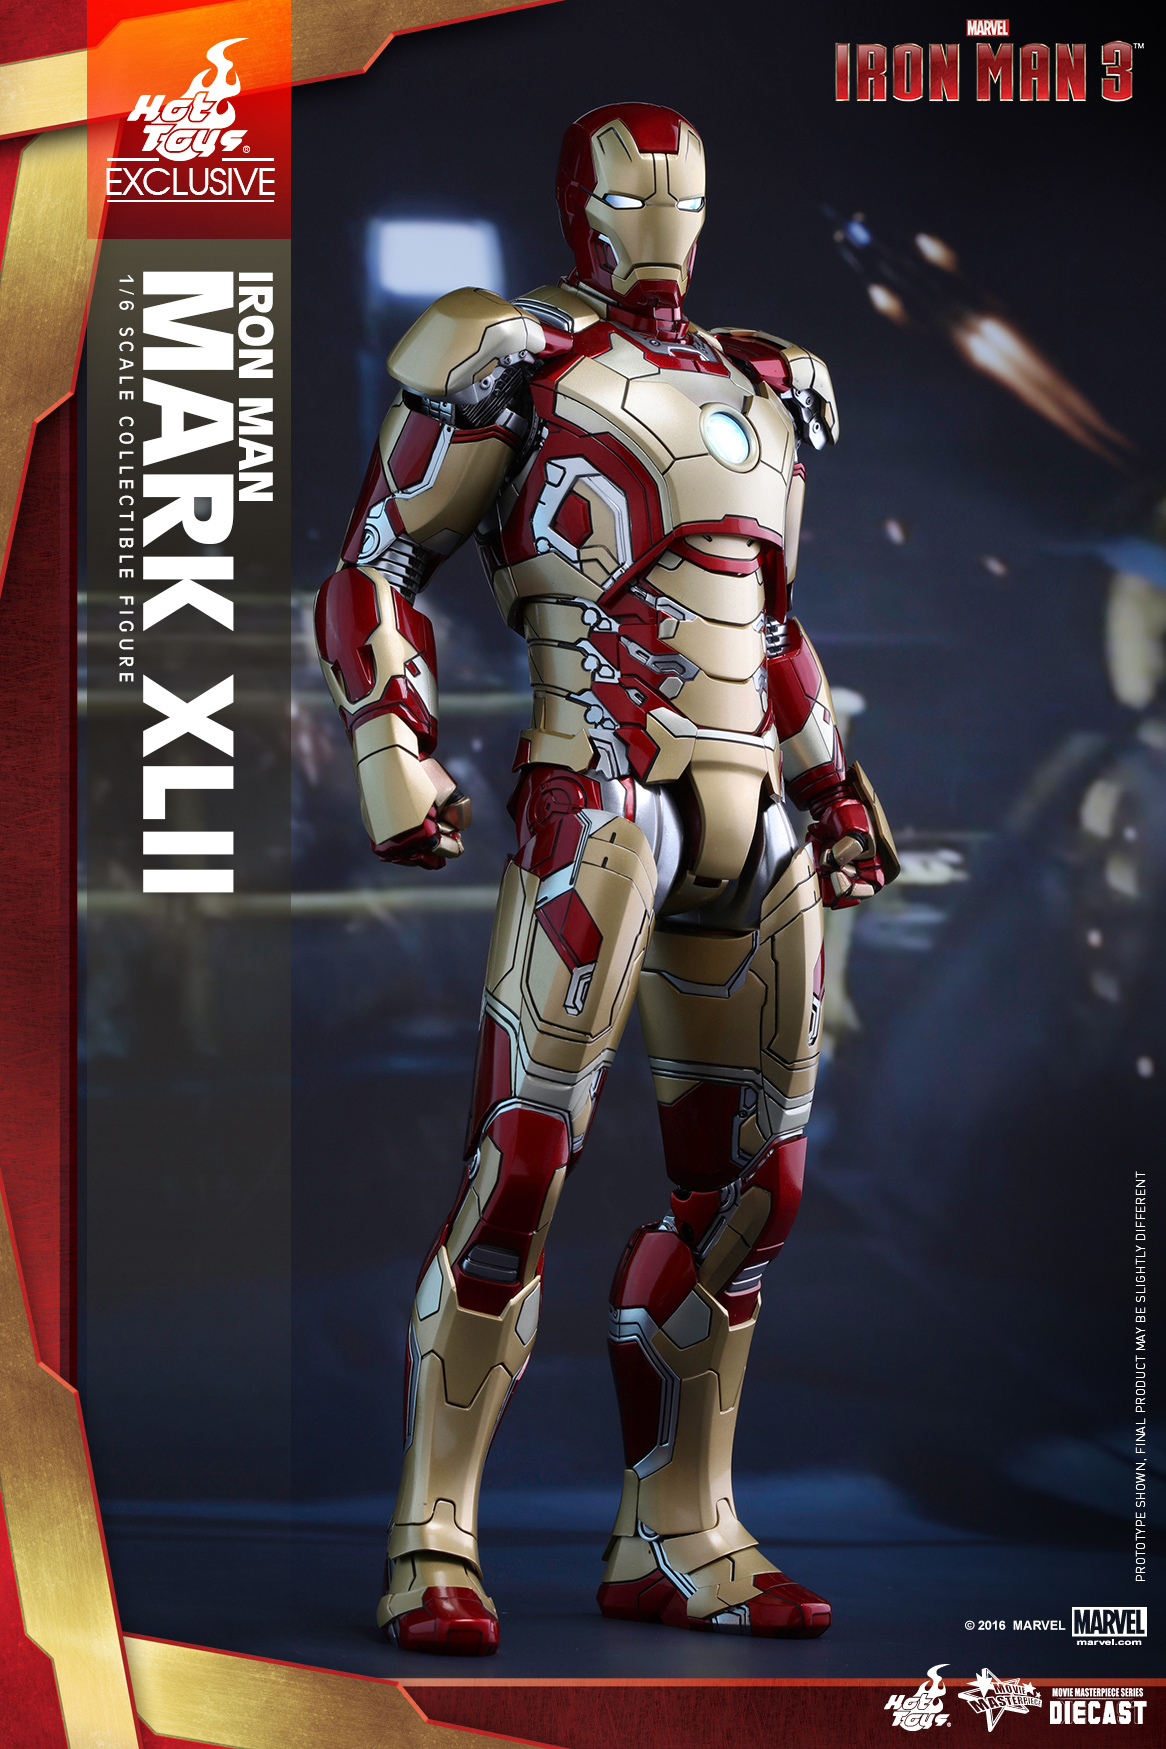 MARVEL
IRON MAN 3™
Hot
Toys®
EXCLUSIVE
IRON MAN
MARK XLII
1/6 SCALE COLLECTIBLE FIGURE
PROTOTYPE SHOWN, FINAL PRODUCT MAY BE SLIGHTLY DIFFERENT
© 2016 MARVEL
MARVEL
marvel.com
Hot
Toys®
MOVIE
MASTERPIECE
MOVIE MASTERPIECE SERIES
DIECAST